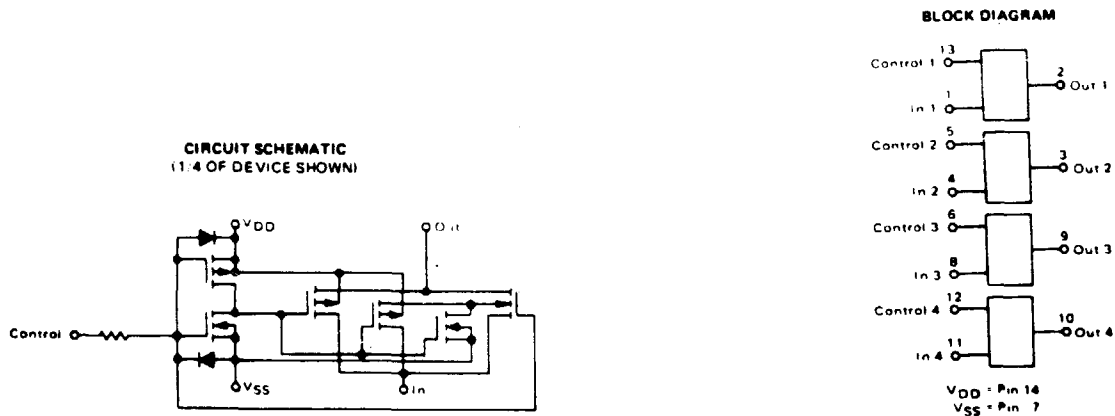 BLOCK DIAGRAM
13
Control 1
2
Out 1
1
In 1
5
Control 2
3
Out 2
4
In 2
6
Control 3
9
Out 3
8
In 3
12
Control 4
10
Out 4
11
In 4
VDD = Pin 14
VSS = Pin 7
CIRCUIT SCHEMATIC
(1/4 OF DEVICE SHOWN)
VDD
Out
Control
VSS
In